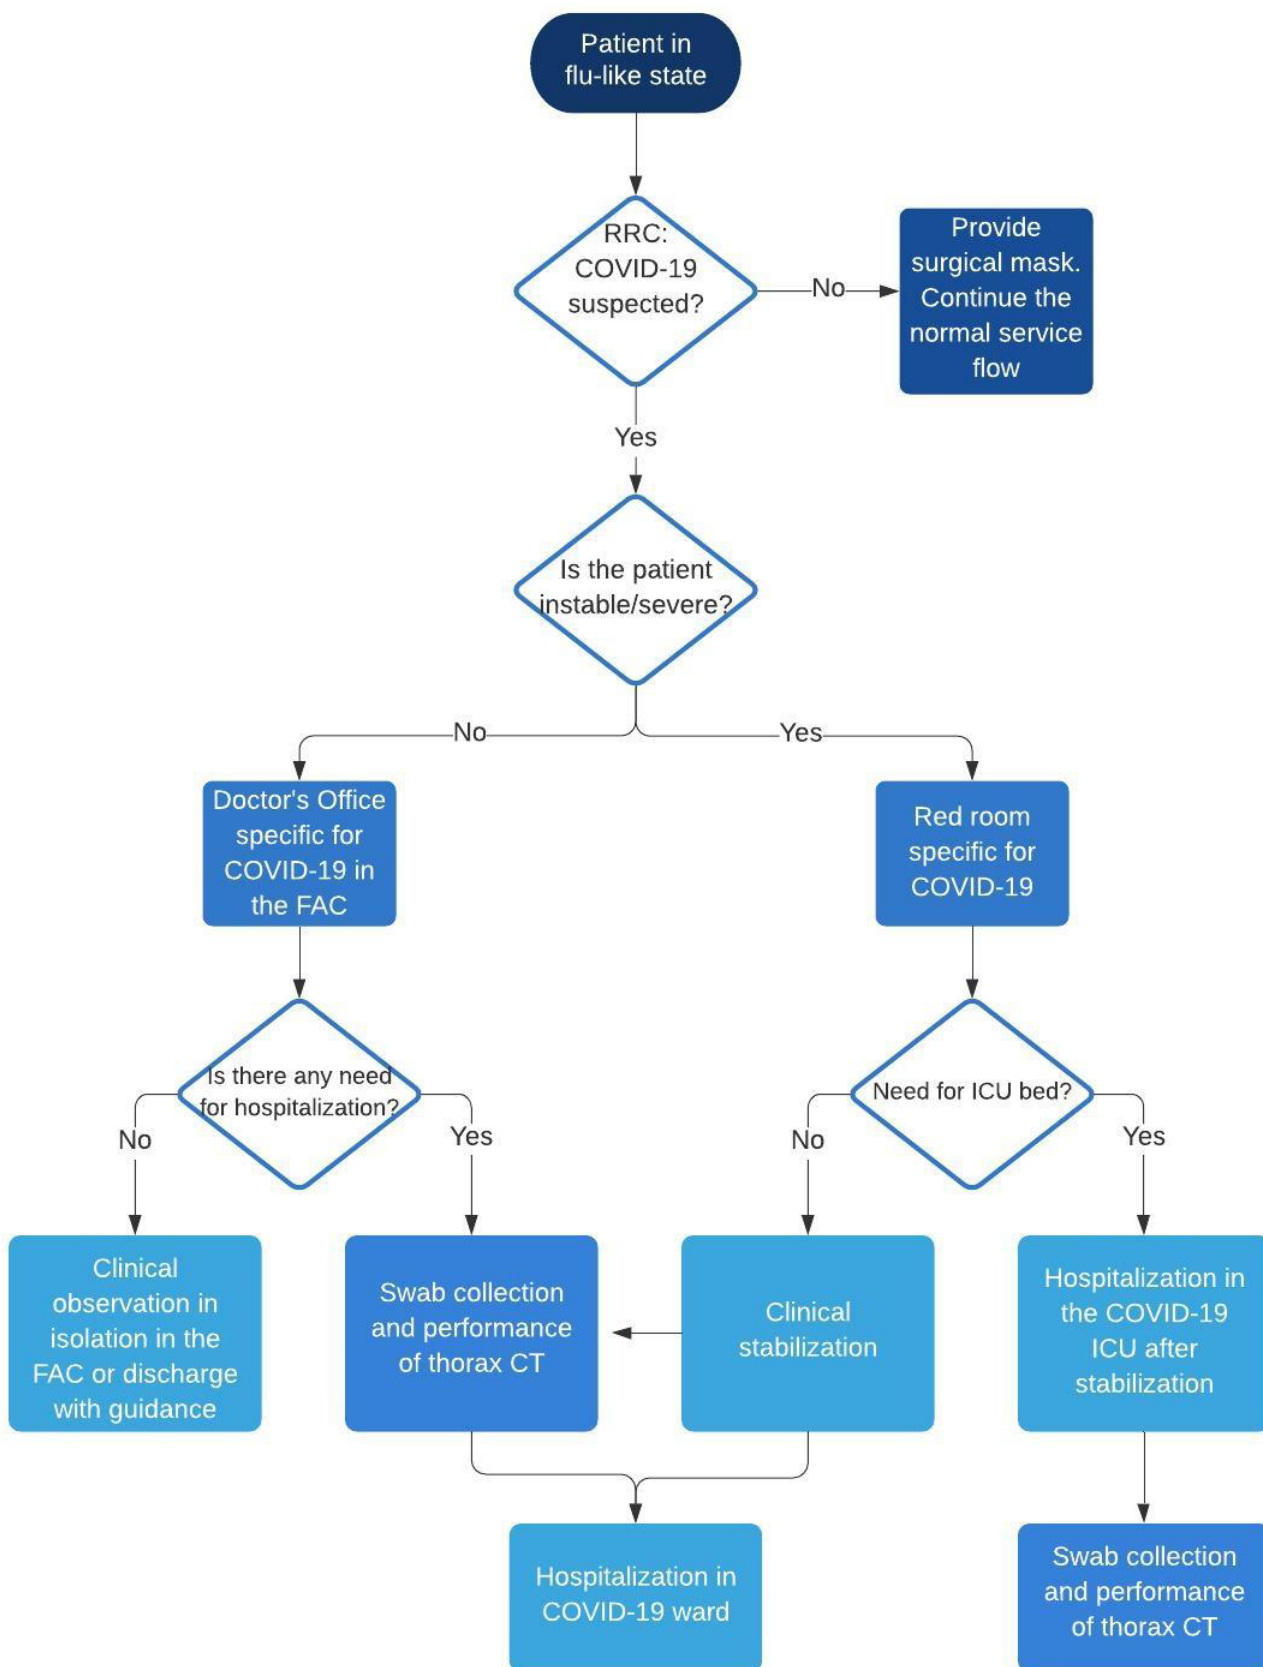 Patient in
flu-like state
RRC:
COVID-19
suspected?
No
Provide
surgical mask.
Continue the
normal service
flow
Yes
Is the patient
instable/severe?
No
Yes
Doctor's Office
specific for
COVID-19 in
the FAC
Red room
specific for
COVID-19
Is there any need
for hospitalization?
No
Yes
Need for ICU bed?
No
Yes
Clinical
observation in
isolation in the
FAC or discharge
with guidance
Swab collection
and performance
of thorax CT
Clinical
stabilization
Hospitalization in
the COVID-19
ICU after
stabilization
Hospitalization in
COVID-19 ward
Swab collection
and performance
of thorax CT